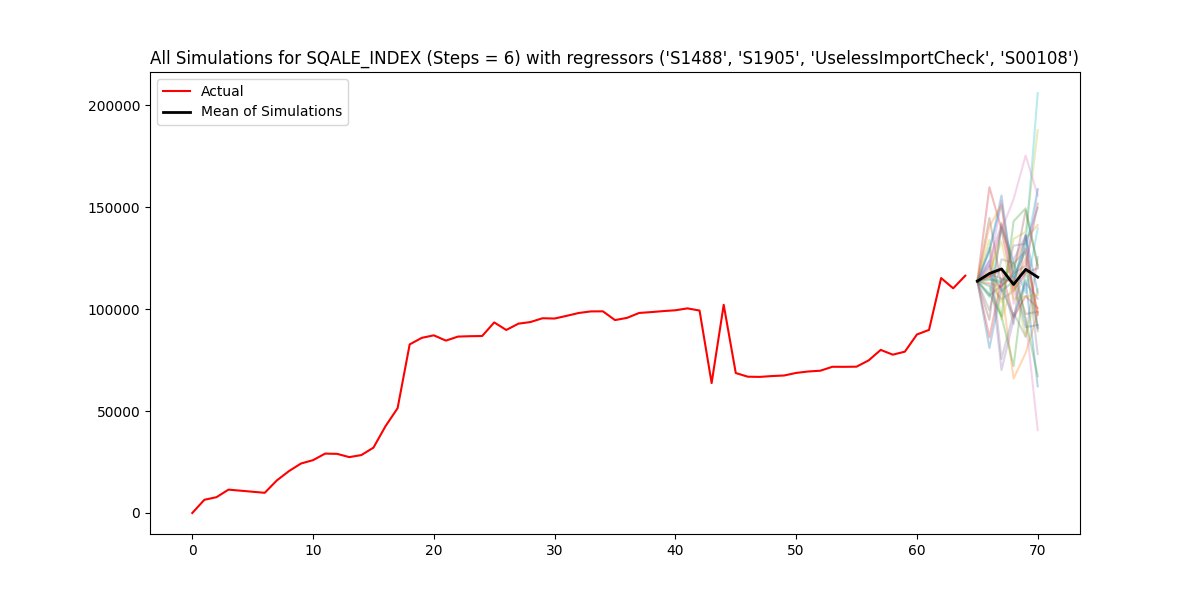 All Simulations for SQALE_INDEX (Steps = 6) with regressors ('S1488', 'S1905', 'UselessImportCheck', 'S00108')
Actual
Mean of Simulations
200000
150000
100000
50000
0
0 10 20 30 40 50 60 70